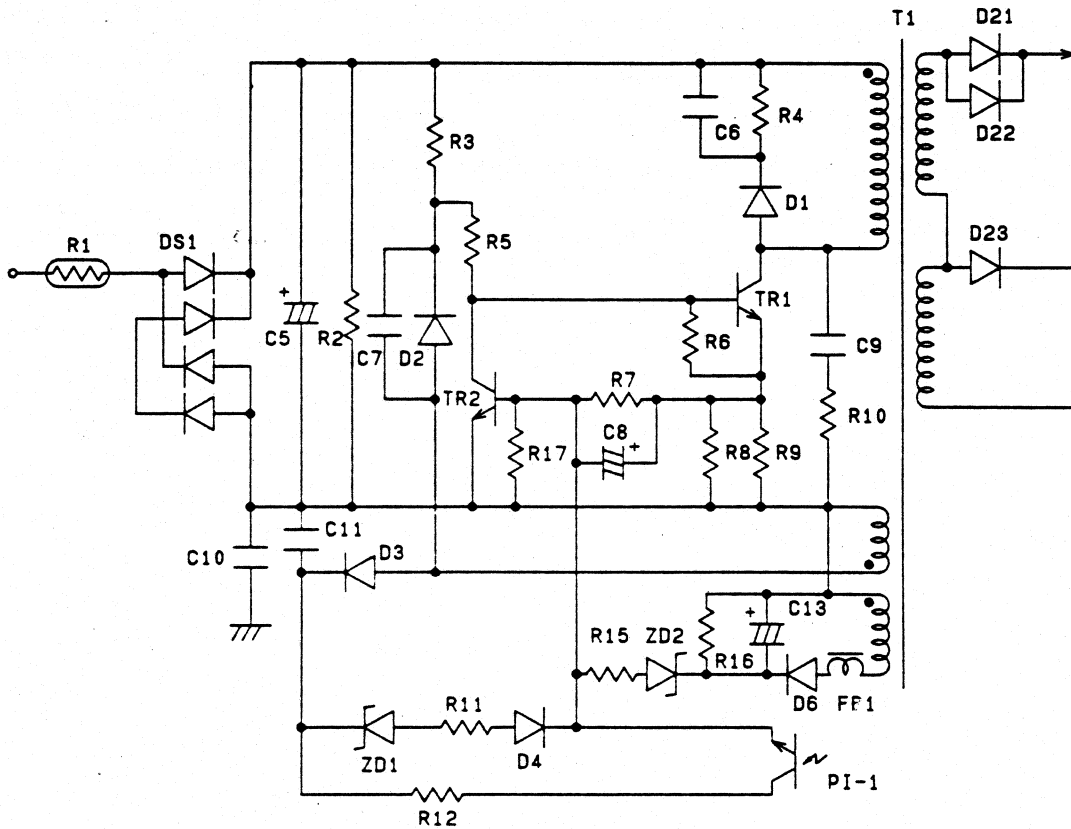 T1
D21
D22
C6
R4
R3
D1
R5
R1
DS1
D23
TR1
+
C5
R2
C7
D2
R6
C9
TR2
R7
R10
C8
+
R17
R8
R9
C11
C10
D3
+
C13
R15
ZD2
R16
D6
FB1
R11
ZD1
D4
PI-1
R12